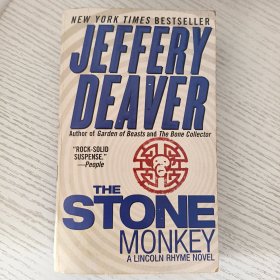 NEW YORK TIMES BESTSELLER
JEFFERY
DEAVER
Author of Garden of Beasts and The Bone Collector
"ROCK-SOLID
SUSPENSE."
—People
THE
STONE
MONKEY
A LINCOLN RHYME NOVEL